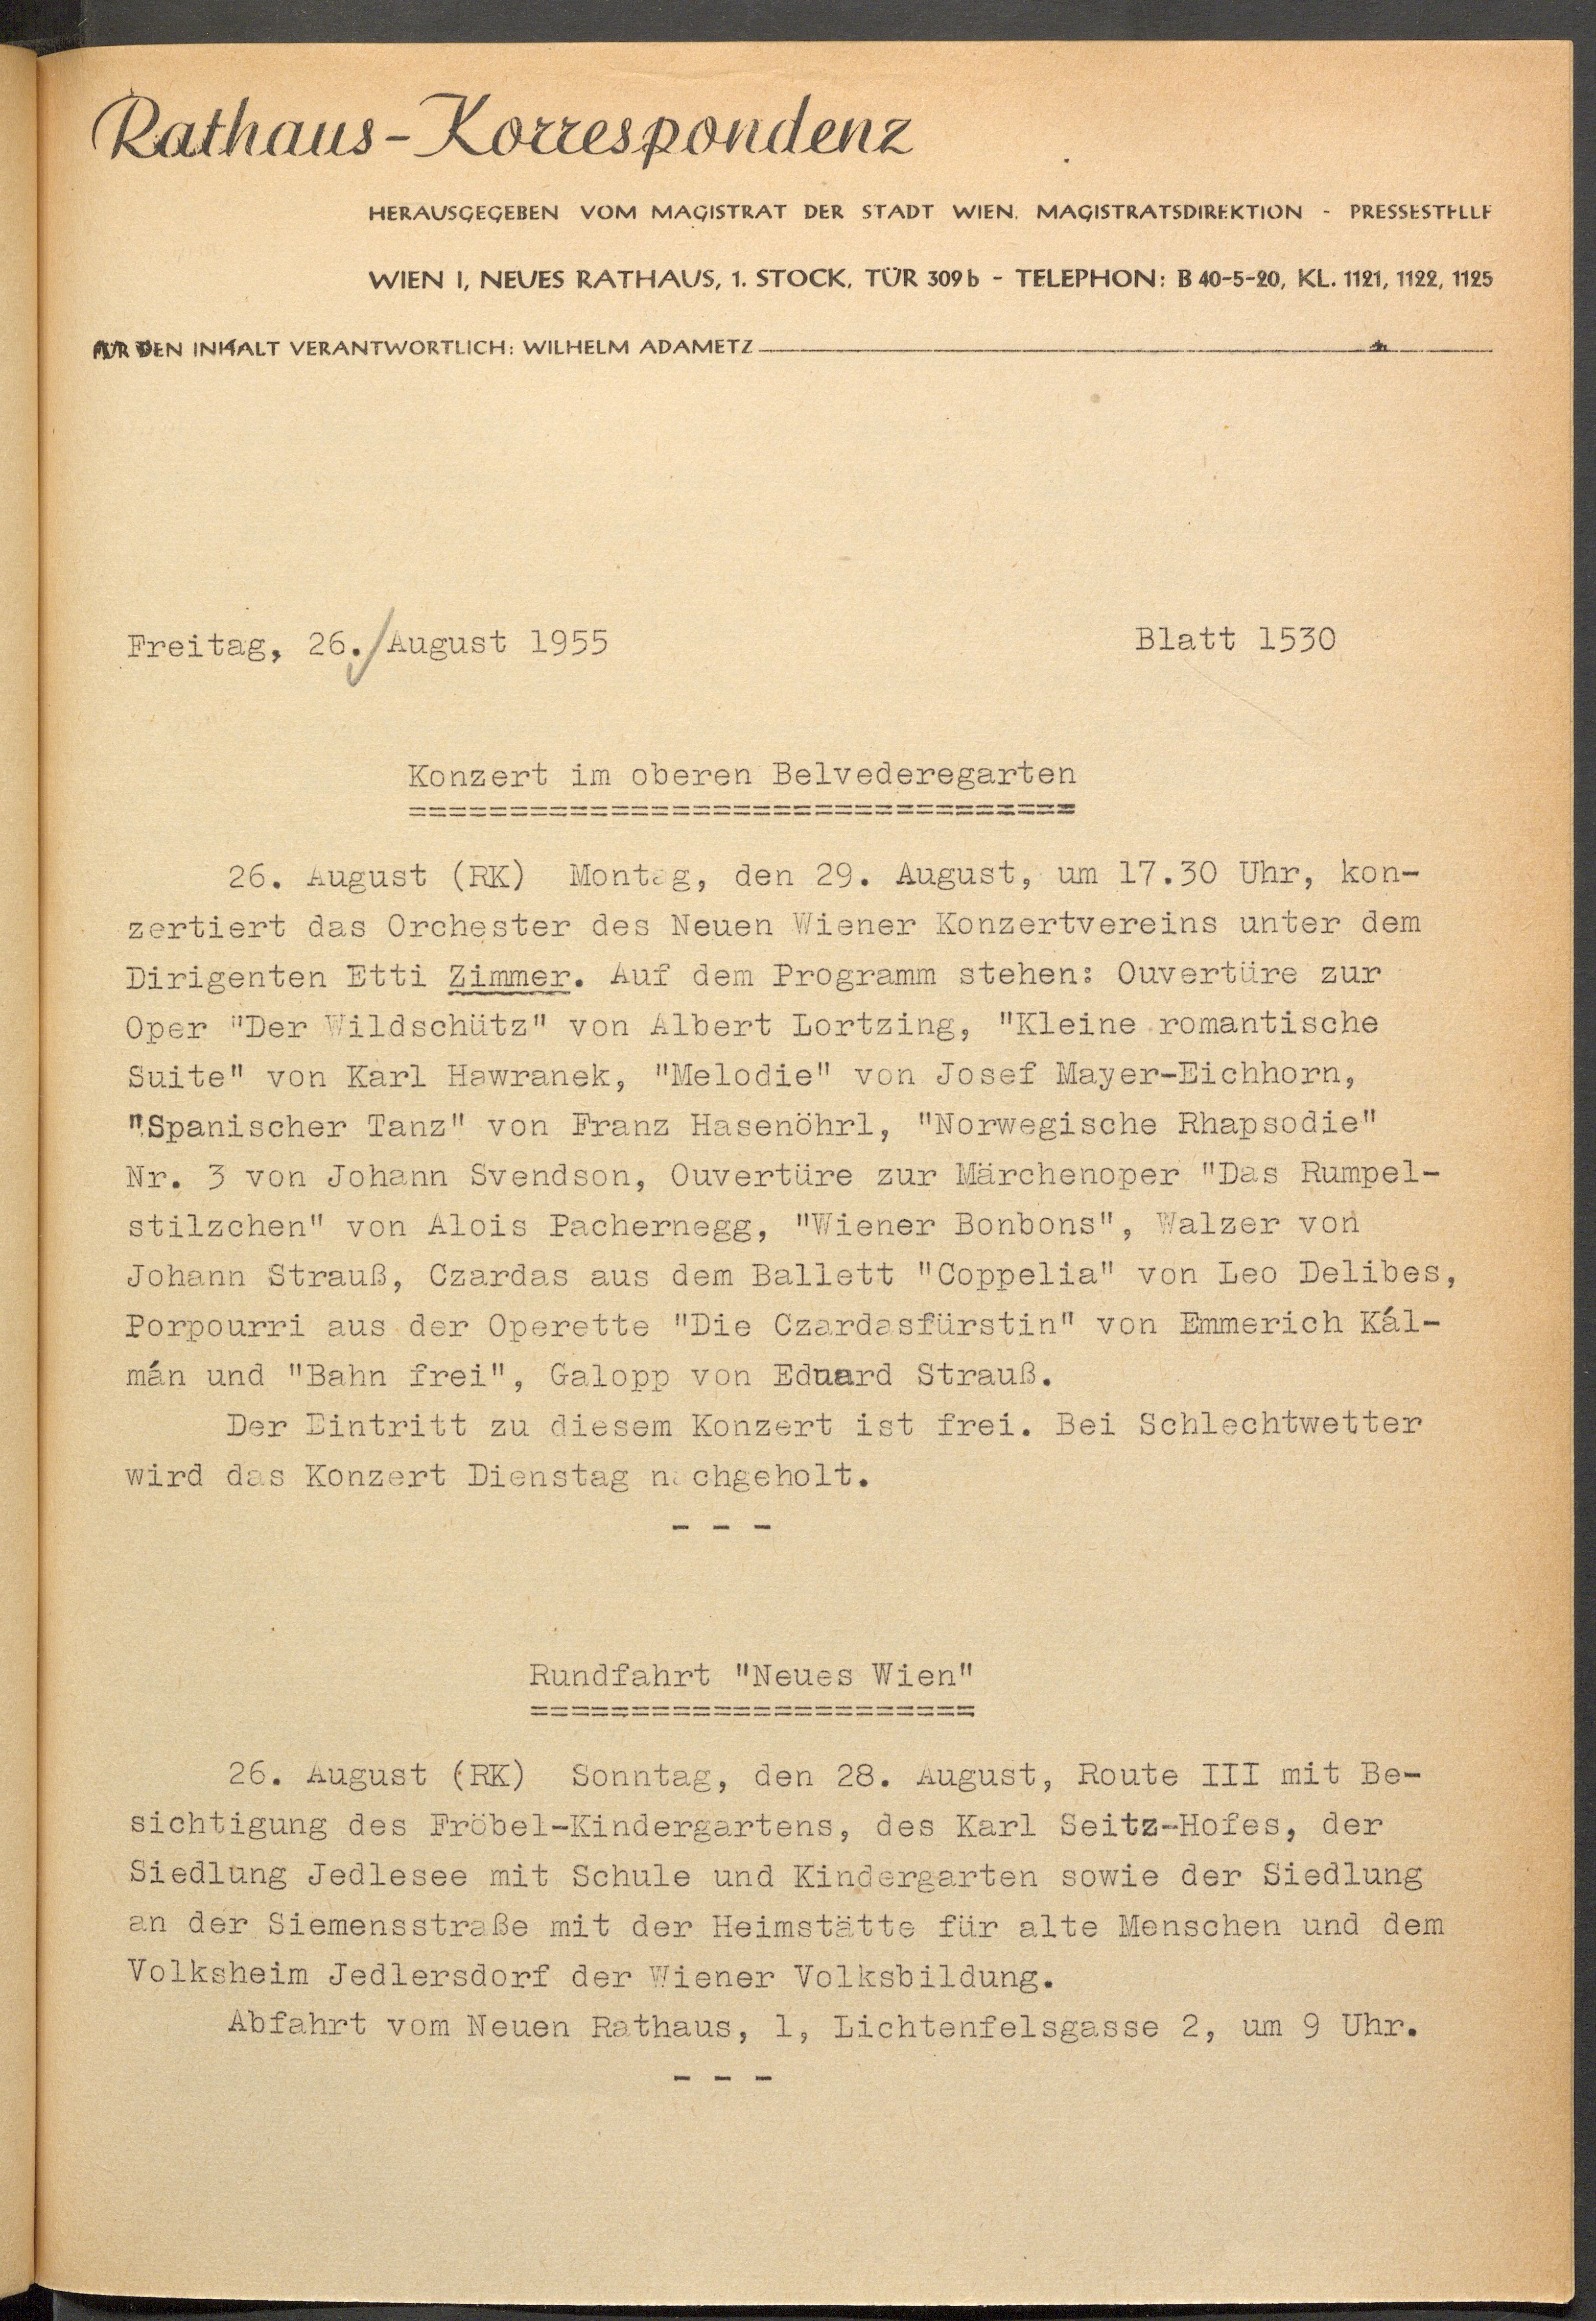 Rathaus-Korrespondenz
HERAUSGEGEBEN VOM MAGISTRAT DER STADT WIEN. MAGISTRATSDIREKTION - PRESSESTELLE
WIEN I, NEUES RATHAUS, 1. STOCK, TÜR 309b - TELEPHON: B 40-5-20, KL. 1121, 1122, 1125
FÜR DEN INHALT VERANTWORTLICH: WILHELM ADAMETZ
Freitag, 26. August 1955 Blatt 1530
Konzert im oberen Belvederegarten
=================================
26. August (RK) Montag, den 29. August, um 17.30 Uhr, kon-
zertiert das Orchester des Neuen Wiener Konzertvereins unter dem
Dirigenten Etti Zimmer. Auf dem Programm stehen: Ouvertüre zur
Oper "Der Wildschütz" von Albert Lortzing, "Kleine romantische
Suite" von Karl Hawranek, "Melodie" von Josef Mayer-Eichhorn,
"Spanischer Tanz" von Franz Hasenöhrl, "Norwegische Rhapsodie"
Nr. 3 von Johann Svendson, Ouvertüre zur Märchenoper "Das Rumpel-
stilzchen" von Alois Pachernegg, "Wiener Bonbons", Walzer von
Johann Strauß, Czardas aus dem Ballett "Coppelia" von Leo Delibes,
Porpourri aus der Operette "Die Czardasfürstin" von Emmerich Kál-
mán und "Bahn frei", Galopp von Eduard Strauß.
Der Eintritt zu diesem Konzert ist frei. Bei Schlechtwetter
wird das Konzert Dienstag nachgeholt.
- - -
Rundfahrt "Neues Wien"
======================
26. August (RK) Sonntag, den 28. August, Route III mit Be-
sichtigung des Fröbel-Kindergartens, des Karl Seitz-Hofes, der
Siedlung Jedlesee mit Schule und Kindergarten sowie der Siedlung
an der Siemensstraße mit der Heimstätte für alte Menschen und dem
Volksheim Jedlersdorf der Wiener Volksbildung.
Abfahrt vom Neuen Rathaus, 1, Lichtenfelsgasse 2, um 9 Uhr.
- - -